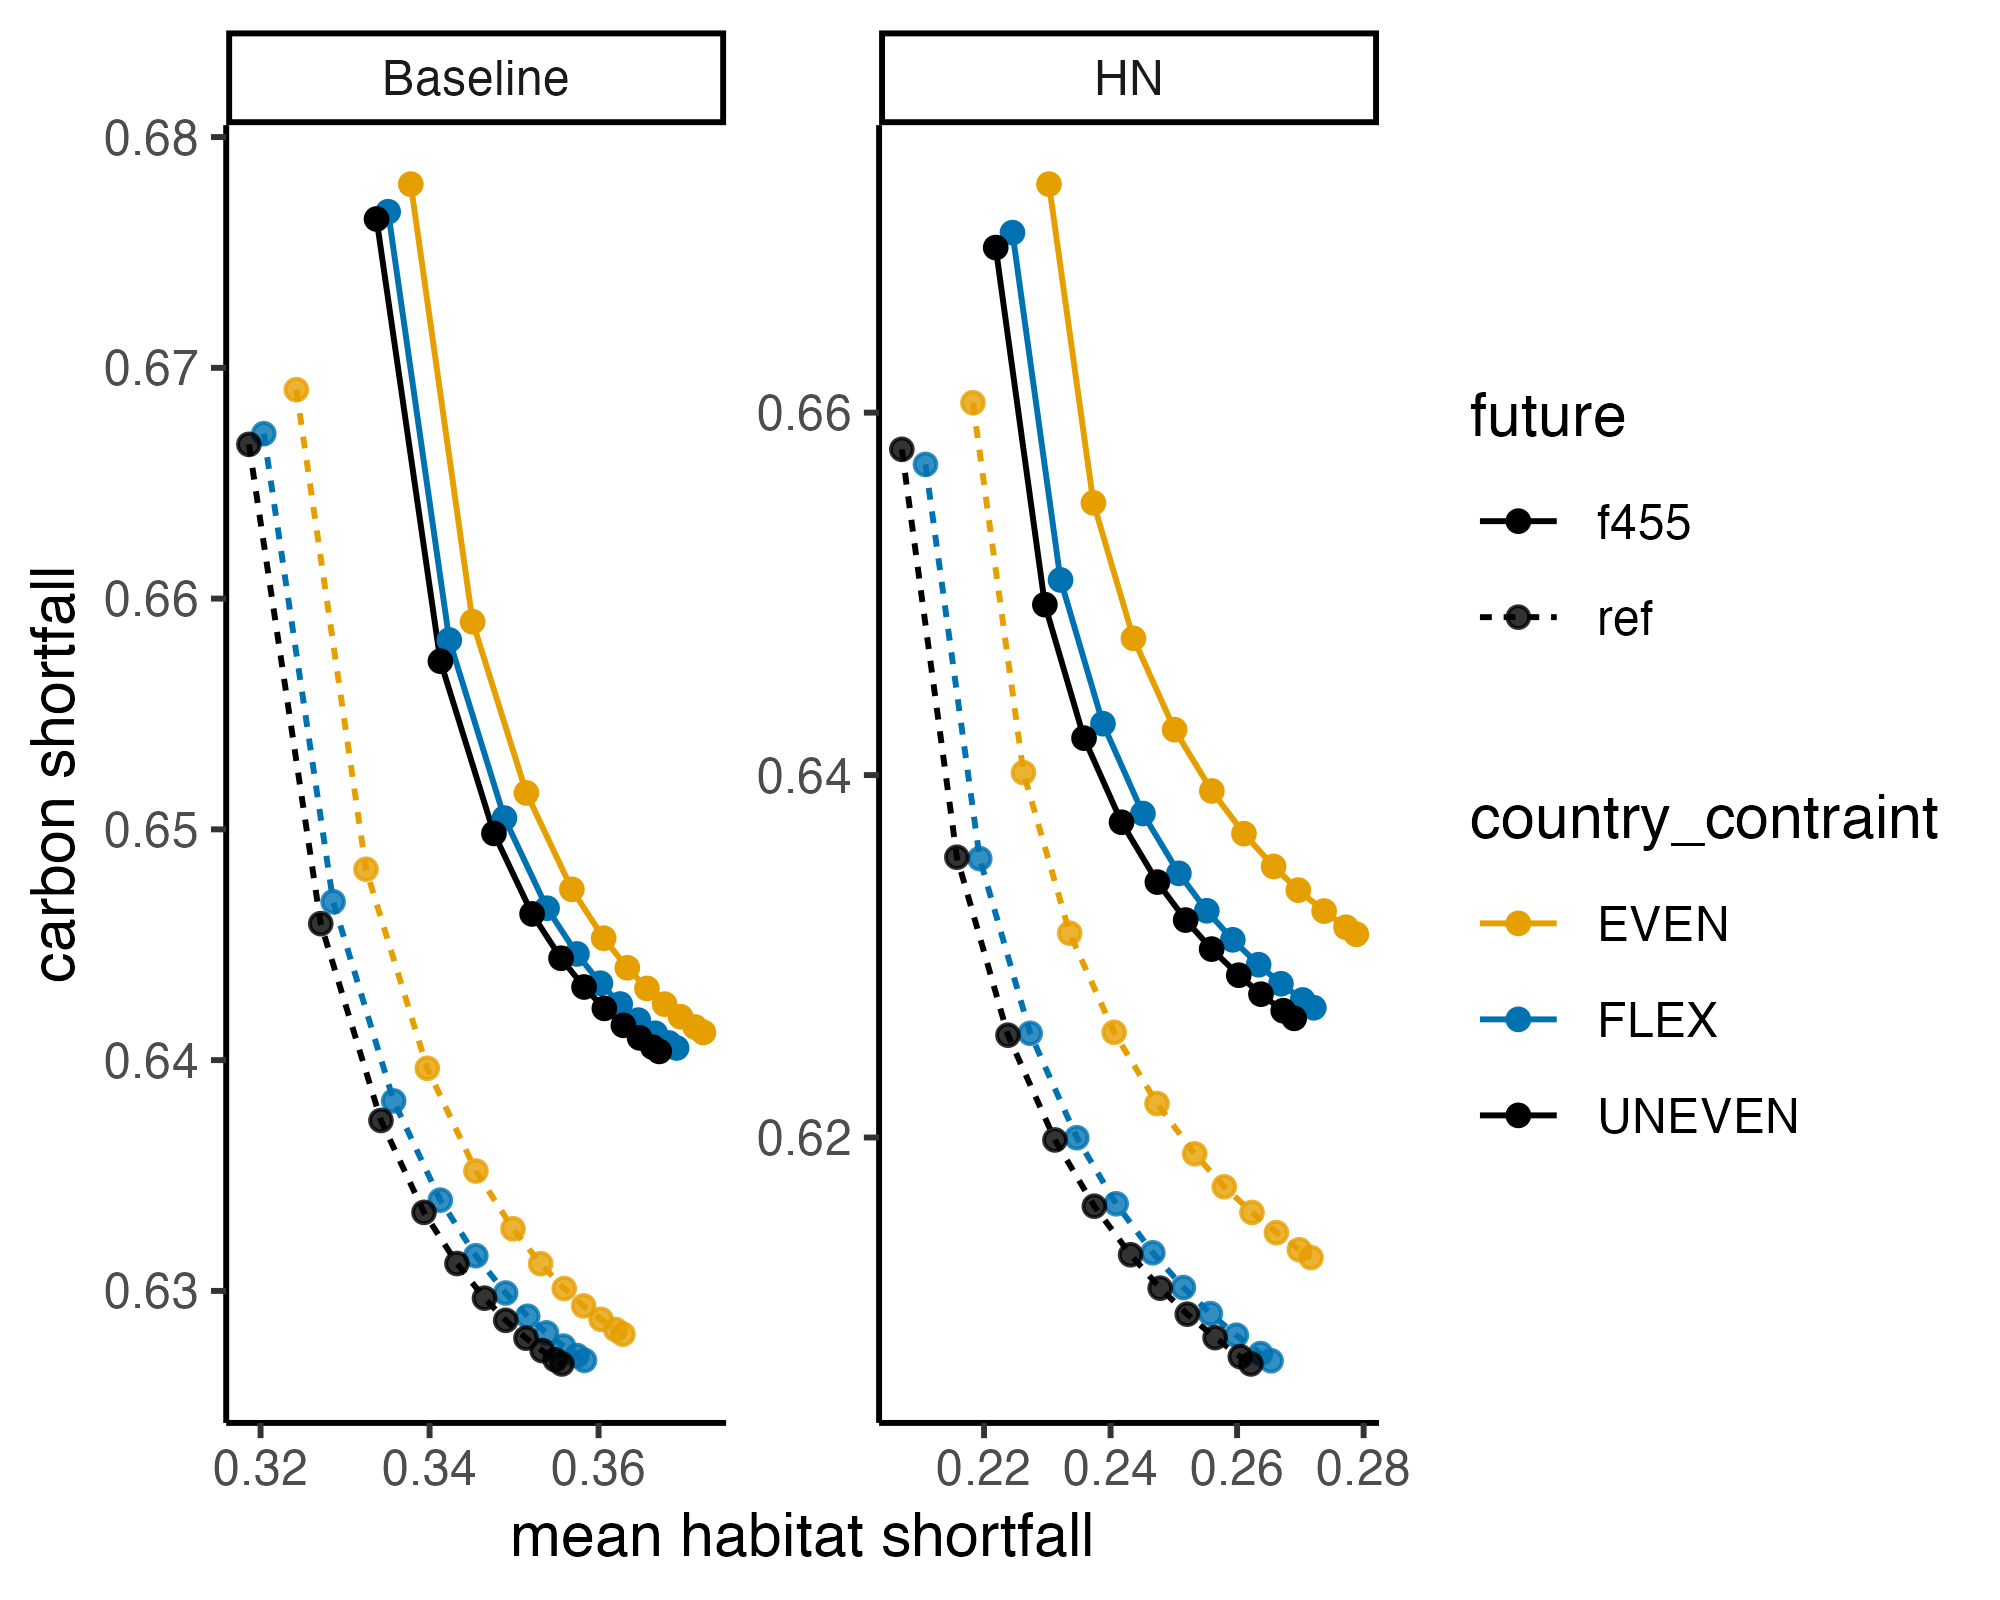 Baseline
HN
0.68
0.67
0.66
0.65
0.64
0.63
0.66
0.64
0.62
carbon shortfall
0.32 0.34 0.36
0.22 0.24 0.26 0.28
mean habitat shortfall
future
f455
ref
country_contraint
EVEN
FLEX
UNEVEN